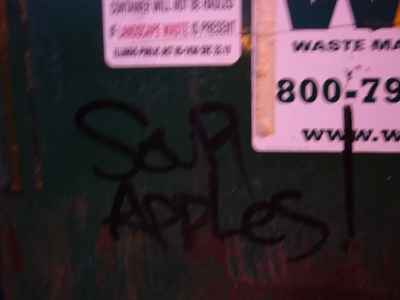 CONTAINER WILL NOT BE HAULED
IF LANDSCAPE WASTE IS PRESENT
W
WASTE MA
800-79
www.w
SouR
APPLes!